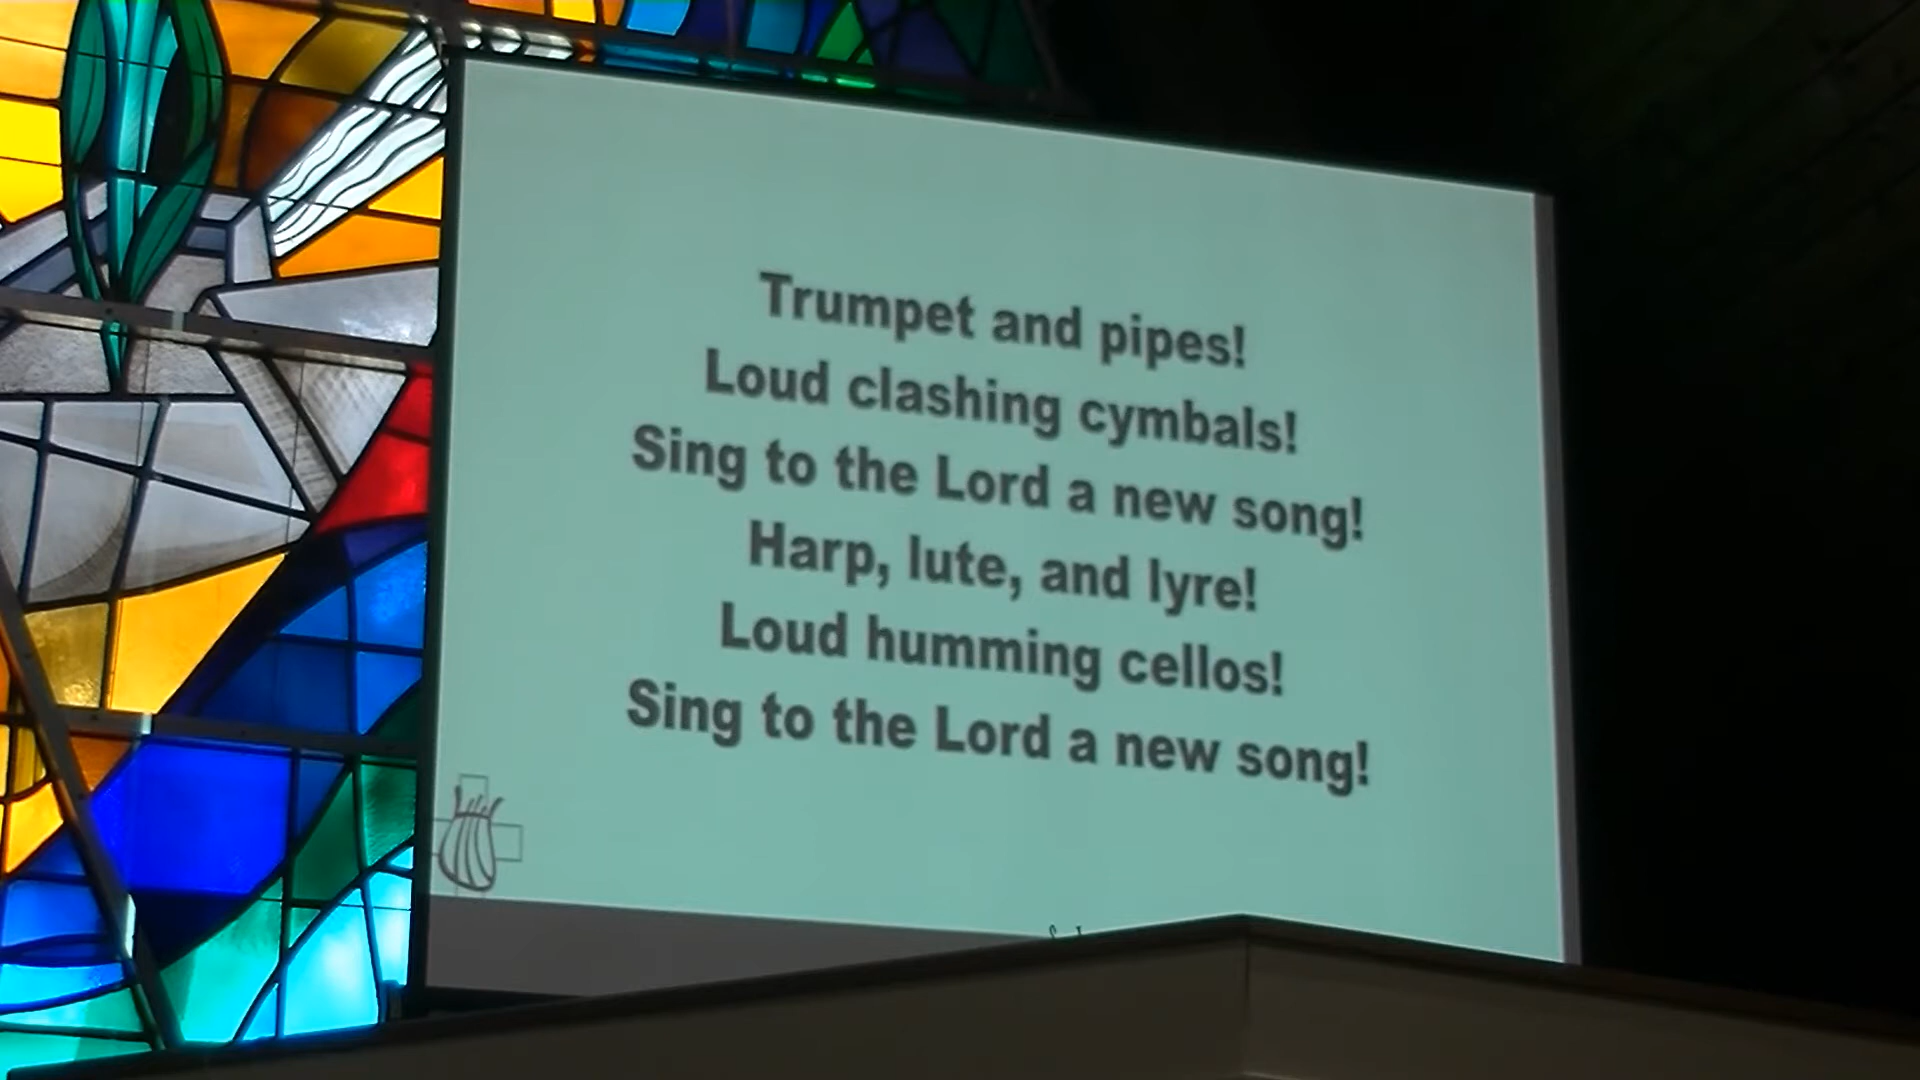 Trumpet and pipes!
Loud clashing cymbals!
Sing to the Lord a new song!
Harp, lute, and lyre!
Loud humming cellos!
Sing to the Lord a new song!